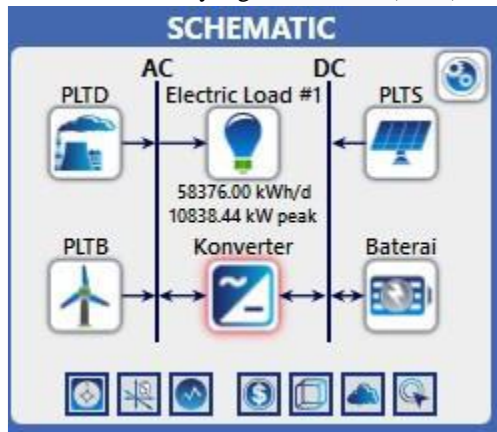 SCHEMATIC
AC DC
PLTD Electric Load #1 PLTS
58376.00 kWh/d
10838.44 kW peak
PLTB Konverter Baterai